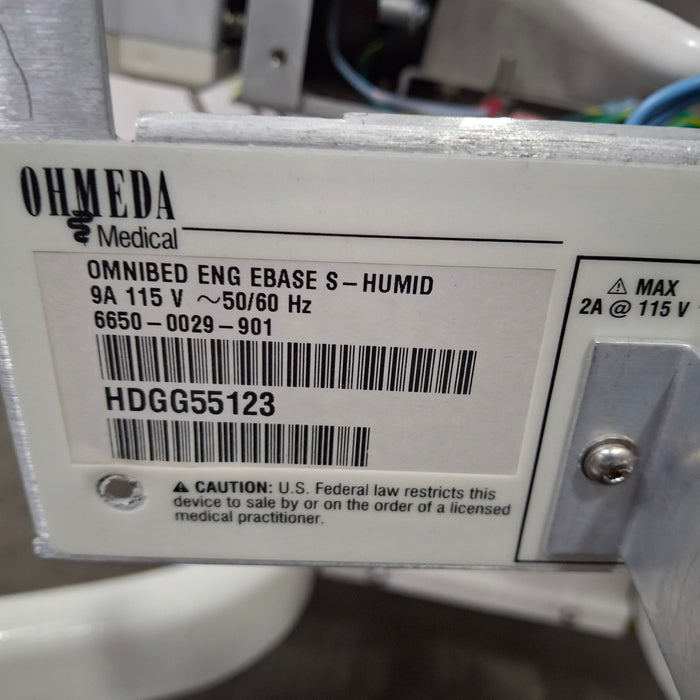 OHMEDA
Medical
OMNIBED ENG EBASE S-HUMID
9A 115 V ~50/60 Hz
6650-0029-901
HDGG55123
⚠ CAUTION: U.S. Federal law restricts this
device to sale by or on the order of a licensed
medical practitioner.
⚠ MAX
2A @ 115 V